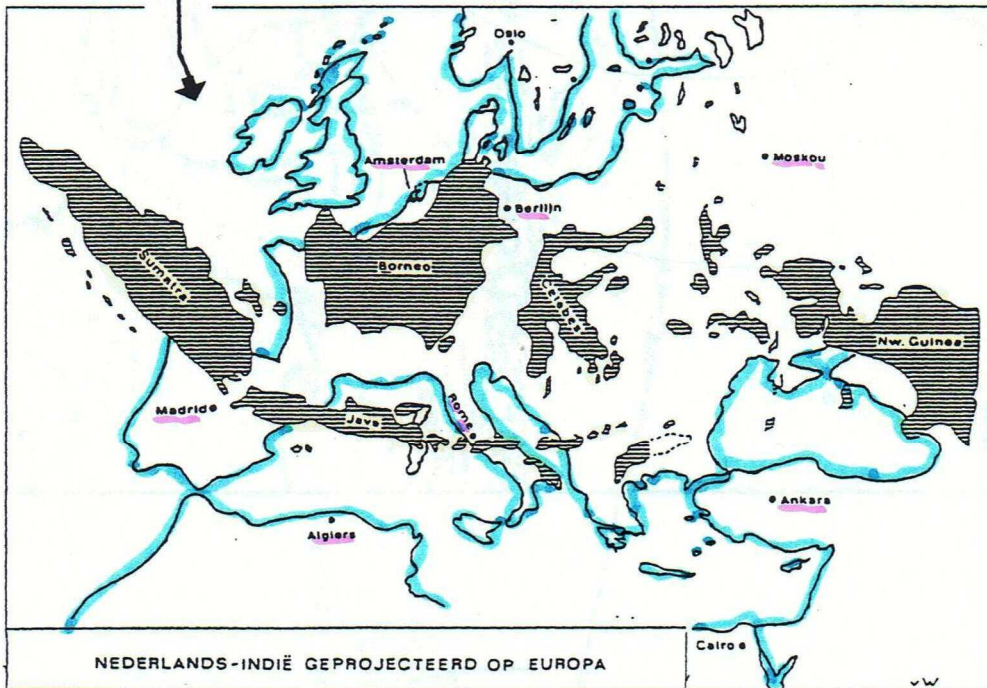 Oslo
Moskou
Amsterdam
Berlijn
Sumatra
Borneo
Celebes
Nw. Guinea
Madrid
Java
Rome
Ankara
Algiers
Cairo
NEDERLANDS-INDIË GEPROJECTEERD OP EUROPA
vW